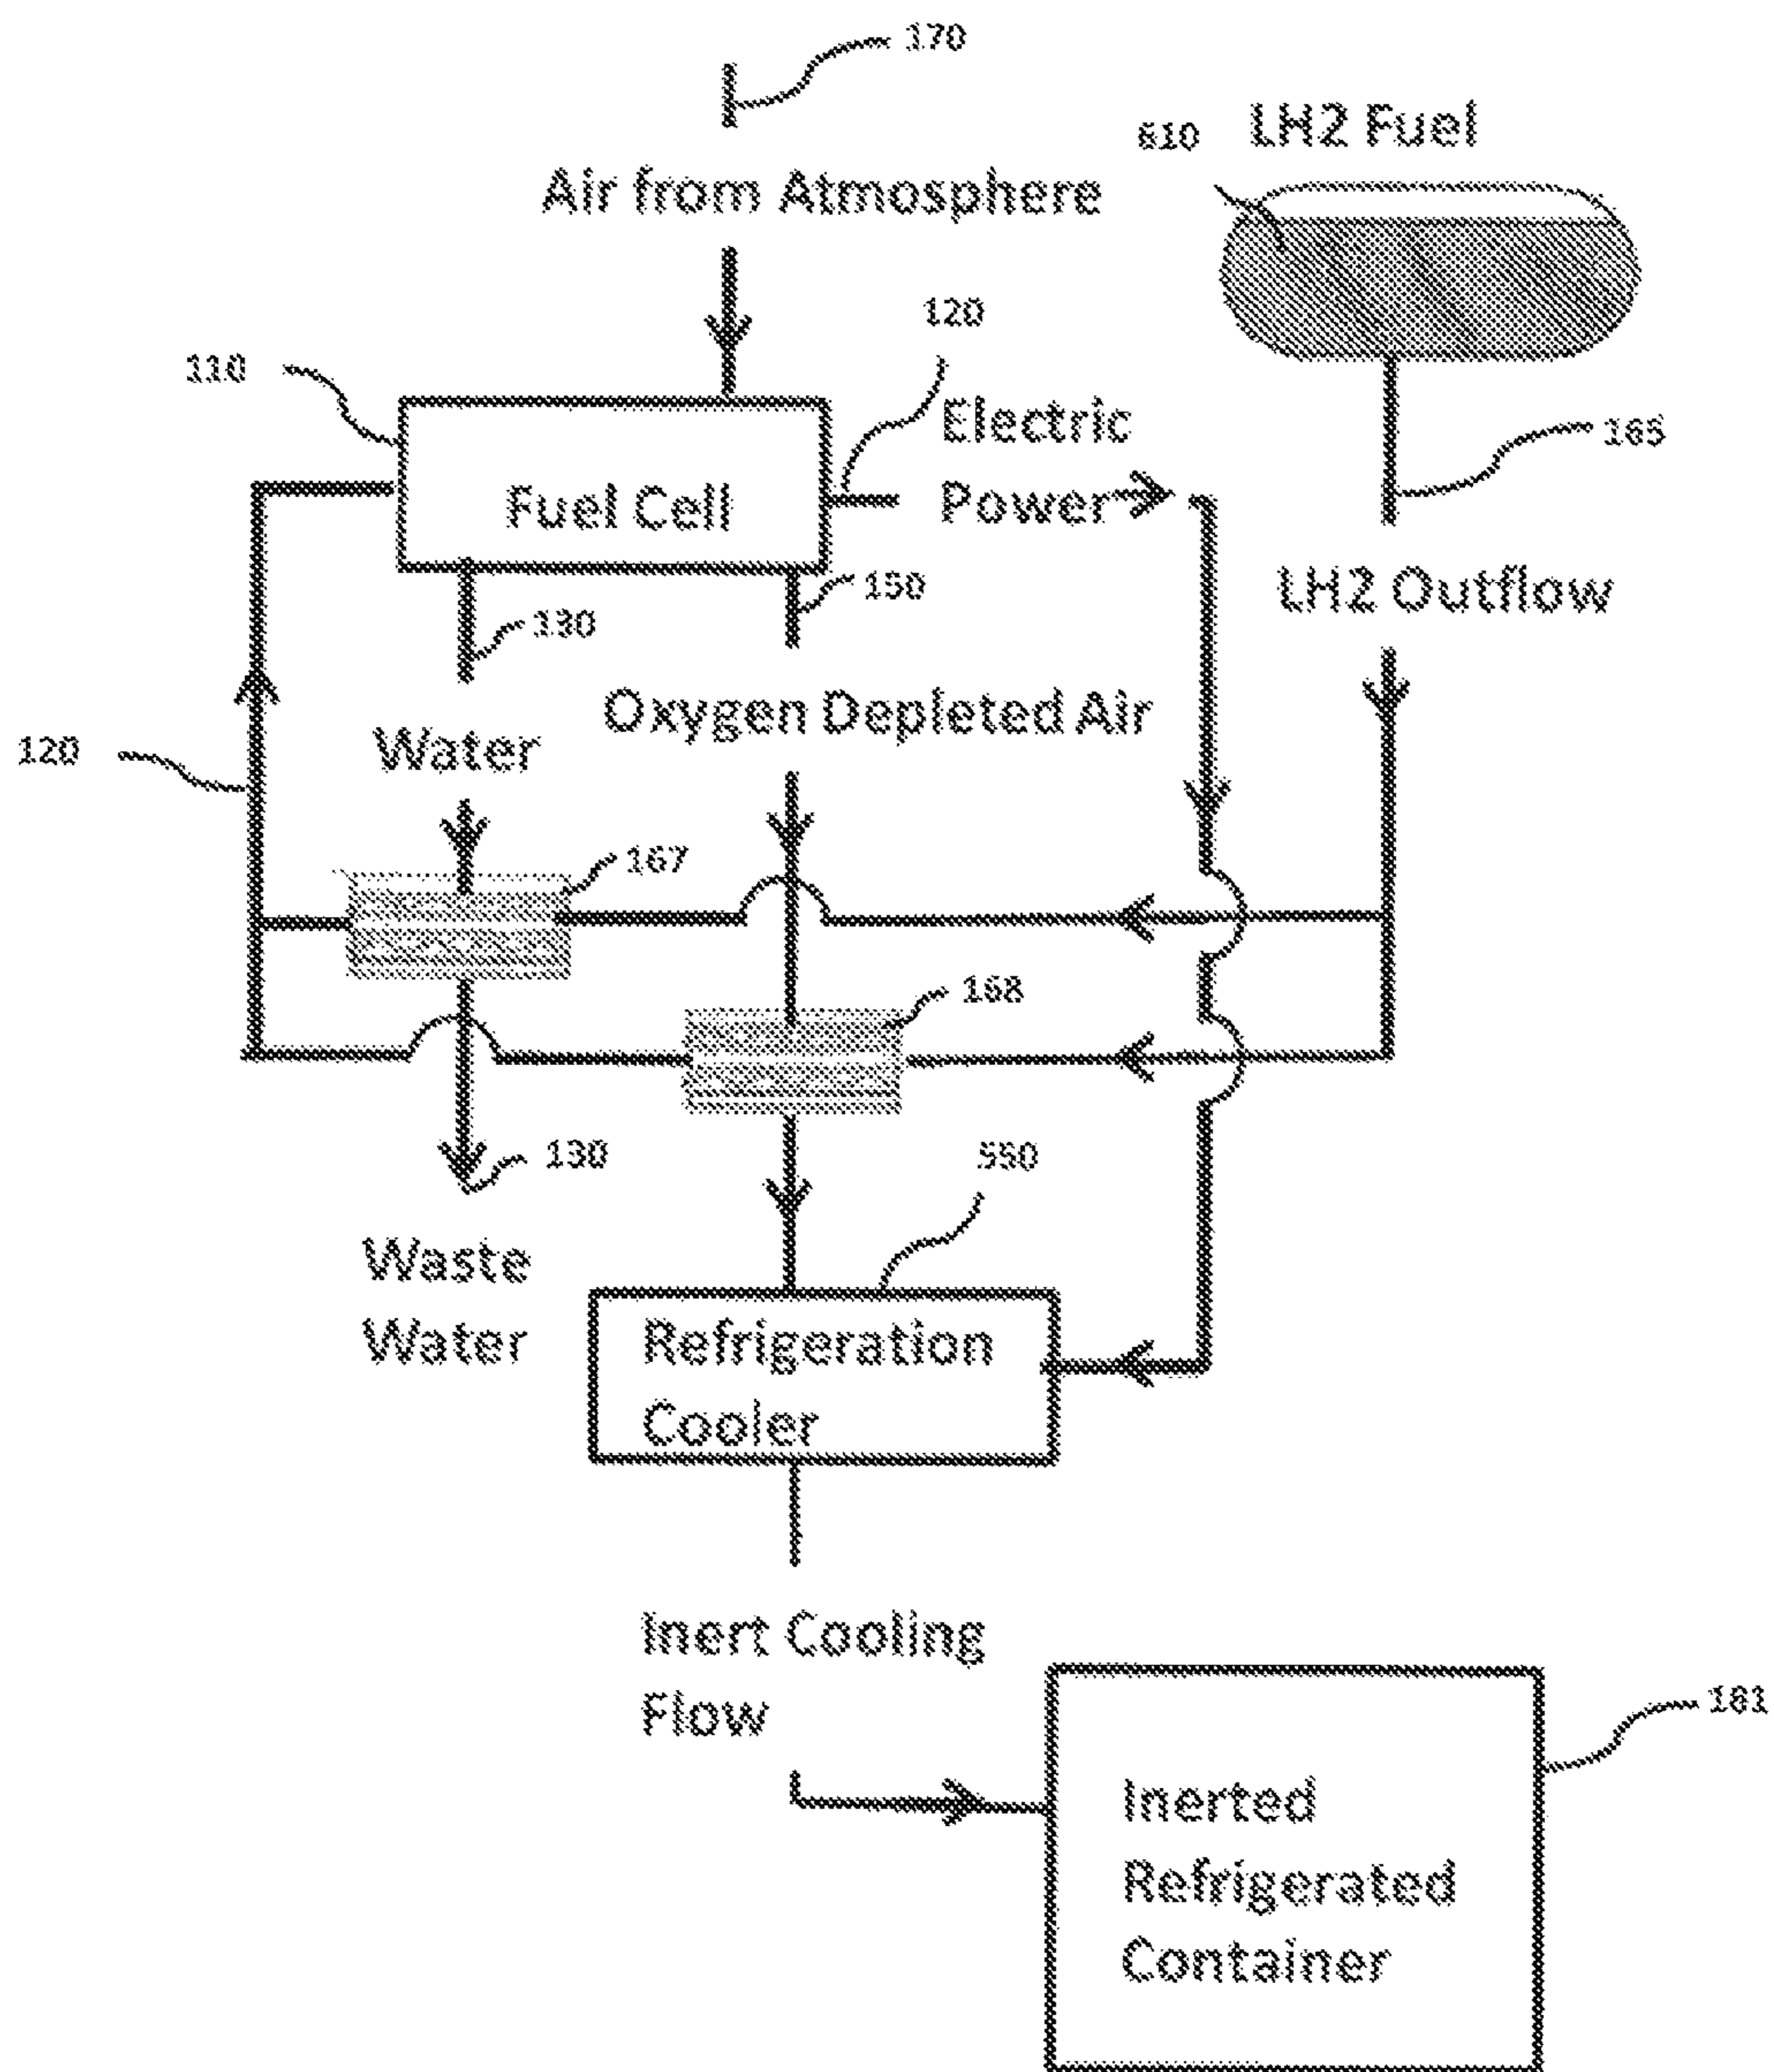 170
610 LH2 Fuel
Air from Atmosphere
120
110
Electric
165
Fuel Cell
Power
150
LH2 Outflow
130
Oxygen Depleted Air
Water
120
167
168
130
550
Waste
Water
Refrigeration
Cooler
Inert Cooling
Flow
161
Inerted
Refrigerated
Container